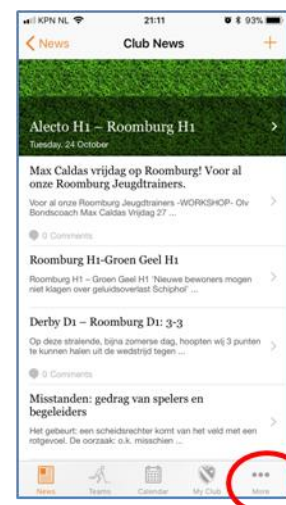 KPN NL 21:11 93%
News Club News +
Alecto H1 – Roomburg H1
Tuesday, 24 October
Max Caldas vrijdag op Roomburg! Voor al
onze Roomburg Jeugdtrainers.
Voor al onze Roomburg Jeugdtrainers -WORKSHOP- Olv
Bondscoach Max Caldas Vrijdag 27 ...
0 Comments
Roomburg H1-Groen Geel H1
Roomburg H1 – Groen Geel H1 'Nieuwe bewoners mogen
niet klagen over geluidsoverlast Schiphol' ...
Derby D1 – Roomburg D1: 3-3
Op deze stralende, bijna zomerse dag, hoopten wij 3 punten
te kunnen halen uit de wedstrijd tegen ...
0 Comments
Misstanden: gedrag van spelers en
begeleiders
Het gebeurt: een scheidsrechter komt van het veld met een
rotgevoel. De oorzaak: o.k. misschien ...
News Teams Calendar My Club More